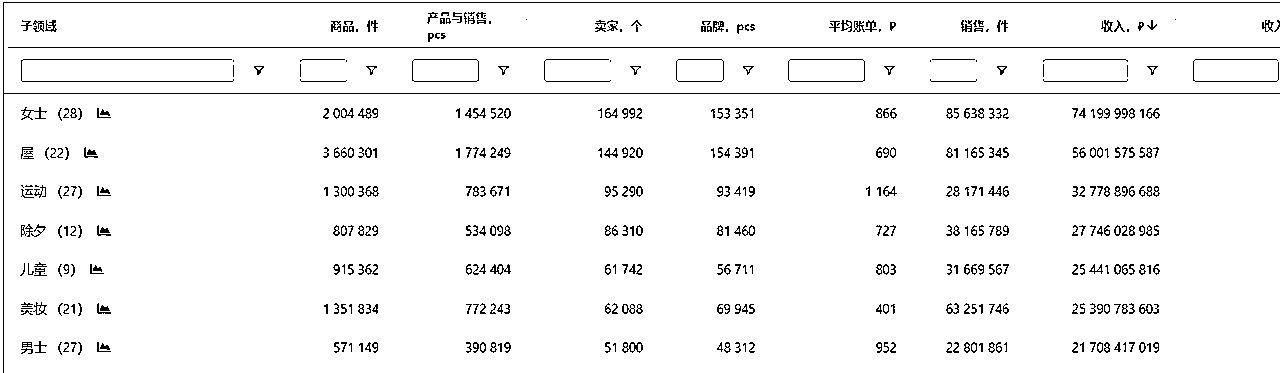 子领域 商品, 件 产品与销售, pcs 卖家, 个 品牌, pcs 平均账单, ₽ 销售, 件 收入, ₽↓ 收入
女士 (28) 2 004 489 1 454 520 164 992 153 351 866 85 638 332 74 199 998 166
屋 (22) 3 660 301 1 774 249 144 920 154 391 690 81 165 345 56 001 575 587
运动 (27) 1 300 368 783 671 95 290 93 419 1 164 28 171 446 32 778 896 688
除夕 (12) 807 829 534 098 86 310 81 460 727 38 165 789 27 746 028 985
儿童 (9) 915 362 624 404 61 742 56 711 803 31 669 567 25 441 065 816
美妆 (21) 1 351 834 772 243 62 088 69 945 401 63 251 746 25 390 783 603
男士 (27) 571 149 390 819 51 800 48 312 952 22 801 861 21 708 417 019